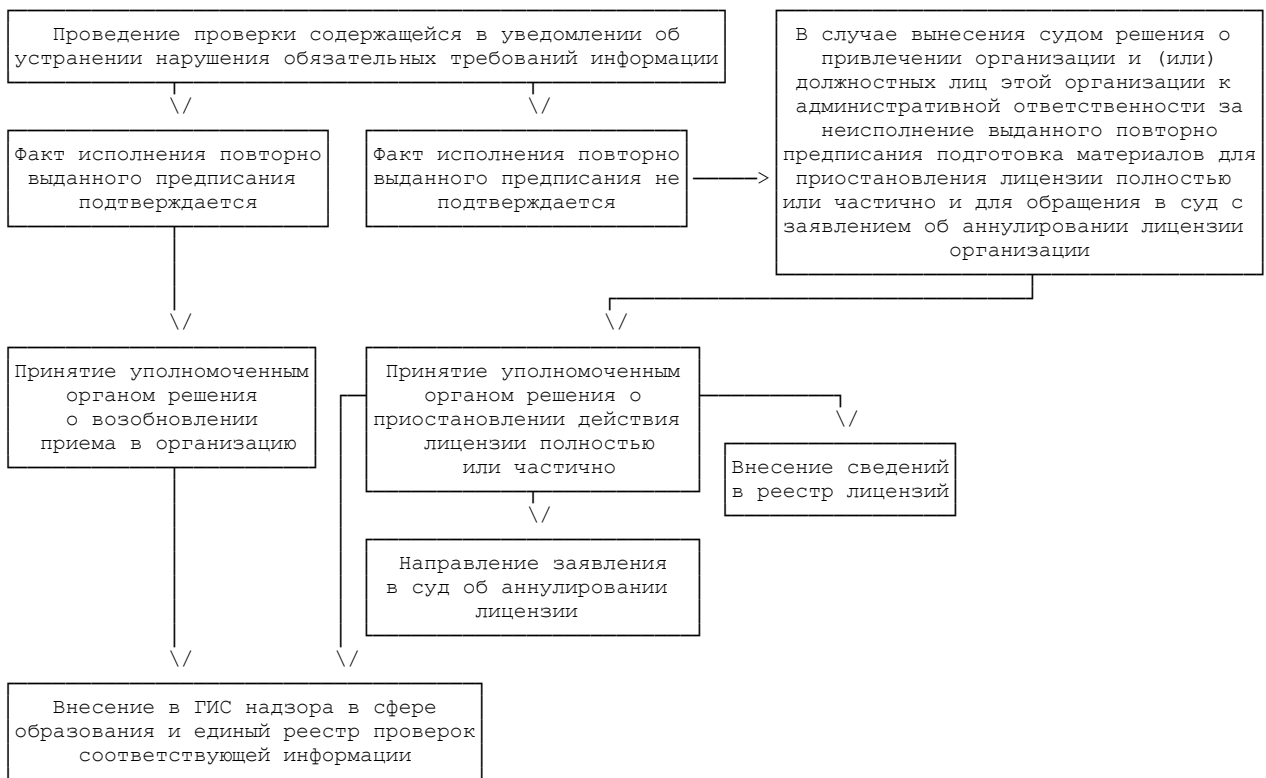 Проведение проверки содержащейся в уведомлении об
устранении нарушения обязательных требований информации
Факт исполнения повторно
выданного предписания
подтверждается
Факт исполнения повторно
выданного предписания не
подтверждается
В случае вынесения судом решения о
привлечении организации и (или)
должностных лиц этой организации к
административной ответственности за
неисполнение выданного повторно
предписания подготовка материалов для
приостановления лицензии полностью
или частично и для обращения в суд с
заявлением об аннулировании лицензии
организации
Принятие уполномоченным
органом решения
о возобновлении
приема в организацию
Принятие уполномоченным
органом решения о
приостановлении действия
лицензии полностью
или частично
Внесение сведений
в реестр лицензий
Направление заявления
в суд об аннулировании
лицензии
Внесение в ГИС надзора в сфере
образования и единый реестр проверок
соответствующей информации